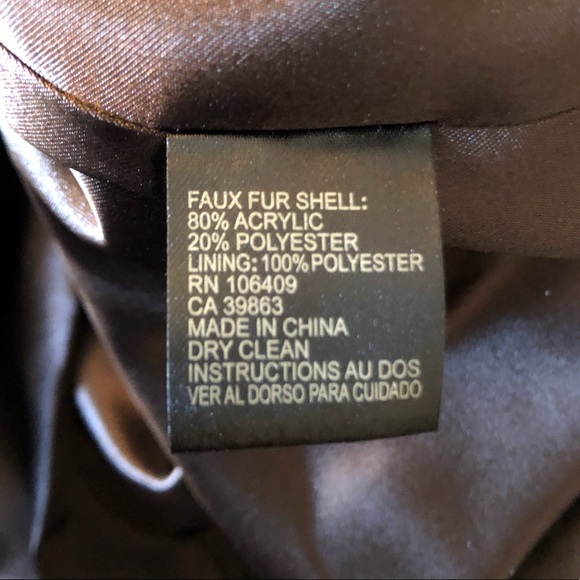 FAUX FUR SHELL:
80% ACRYLIC
20% POLYESTER
LINING: 100% POLYESTER
RN 106409
CA 39863
MADE IN CHINA
DRY CLEAN
INSTRUCTIONS AU DOS
VER AL DORSO PARA CUIDADO